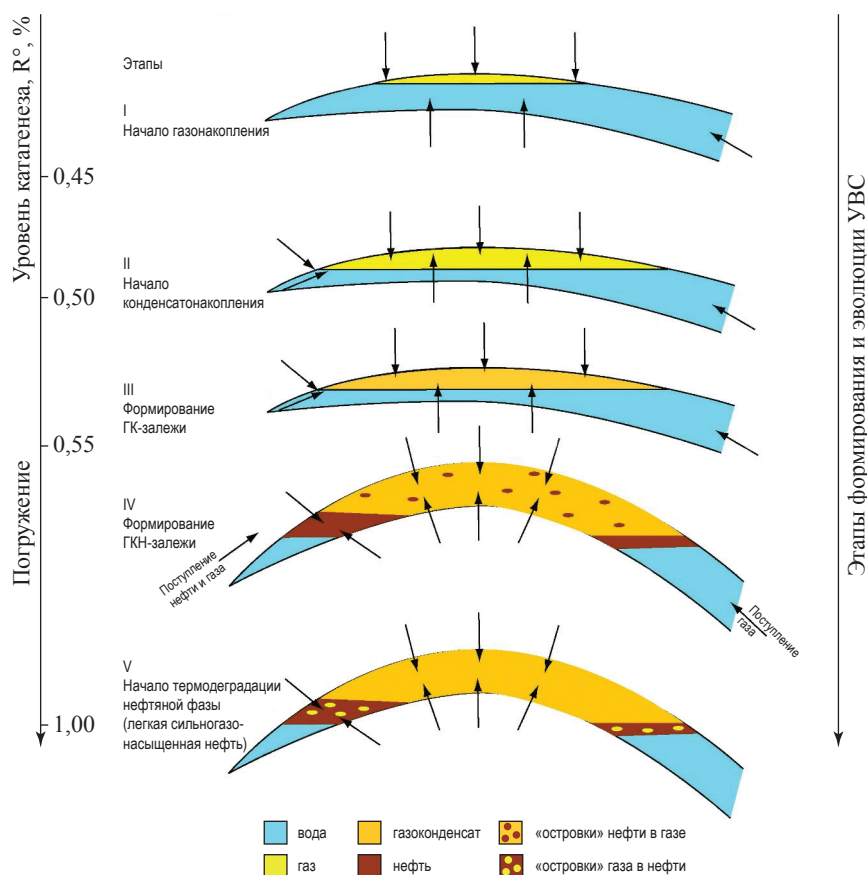 Уровень катагенеза, R°, %
Погружение
0,45
0,50
0,55
1,00
Этапы
I
Начало газонакопления
II
Начало
конденсатонакопления
III
Формирование
ГК-залежи
IV
Формирование
ГКН-залежи
Поступление
нефти и газа
Поступление
газа
V
Начало термодеградации
нефтяной фазы
(легкая сильногазо-
насыщенная нефть)
Этапы формирования и эволюции УВС
вода
газоконденсат
«островки» нефти в газе
газ
нефть
«островки» газа в нефти